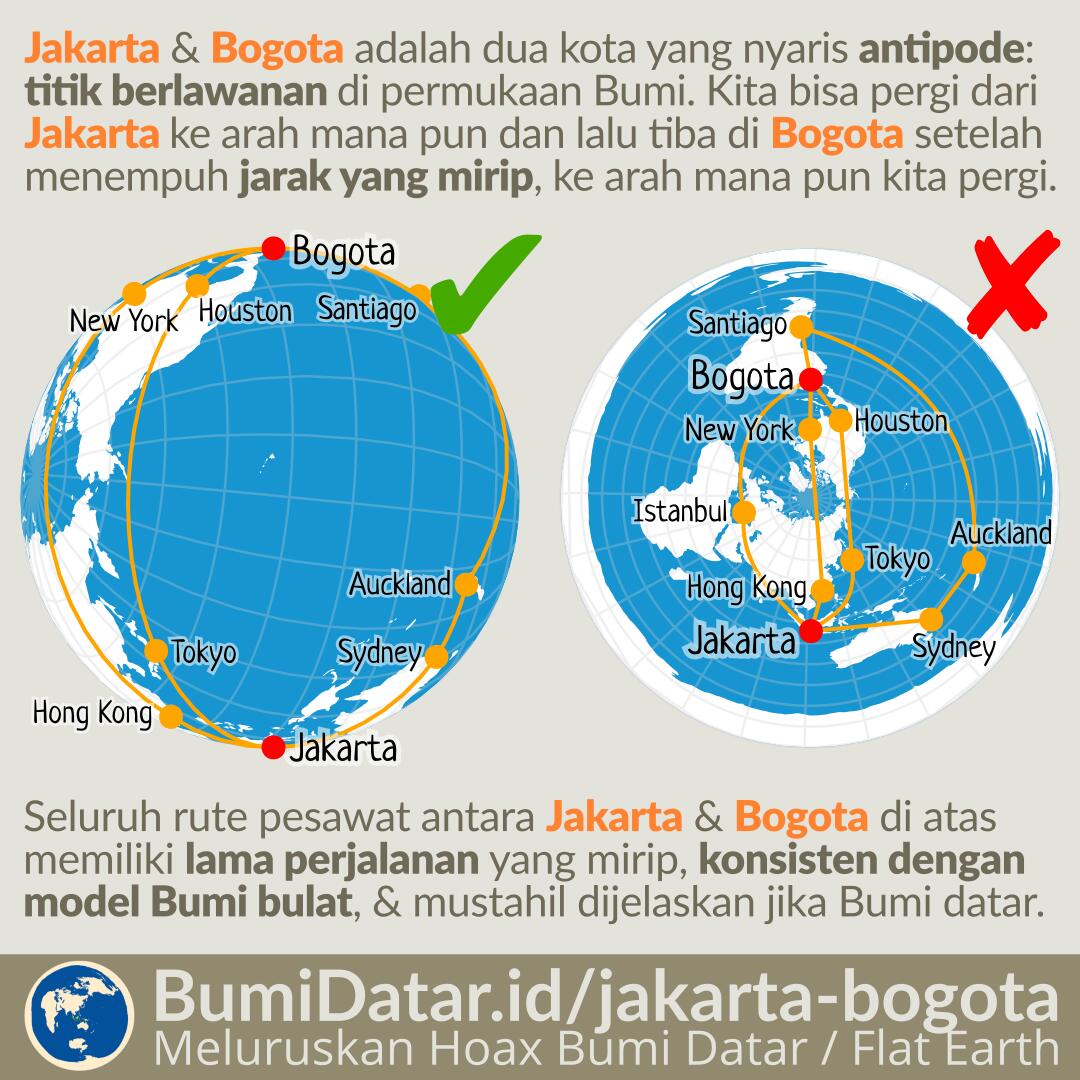 Jakarta & Bogota adalah dua kota yang nyaris antipode:
titik berlawanan di permukaan Bumi. Kita bisa pergi dari
Jakarta ke arah mana pun dan lalu tiba di Bogota setelah
menempuh jarak yang mirip, ke arah mana pun kita pergi.
Bogota
New York
Houston
Santiago
Auckland
Tokyo
Sydney
Hong Kong
Jakarta
Santiago
Bogota
New York
Houston
Istanbul
Auckland
Tokyo
Hong Kong
Jakarta
Sydney
Seluruh rute pesawat antara Jakarta & Bogota di atas
memiliki lama perjalanan yang mirip, konsisten dengan
model Bumi bulat, & mustahil dijelaskan jika Bumi datar.
BumiDatar.id/jakarta-bogota
Meluruskan Hoax Bumi Datar / Flat Earth